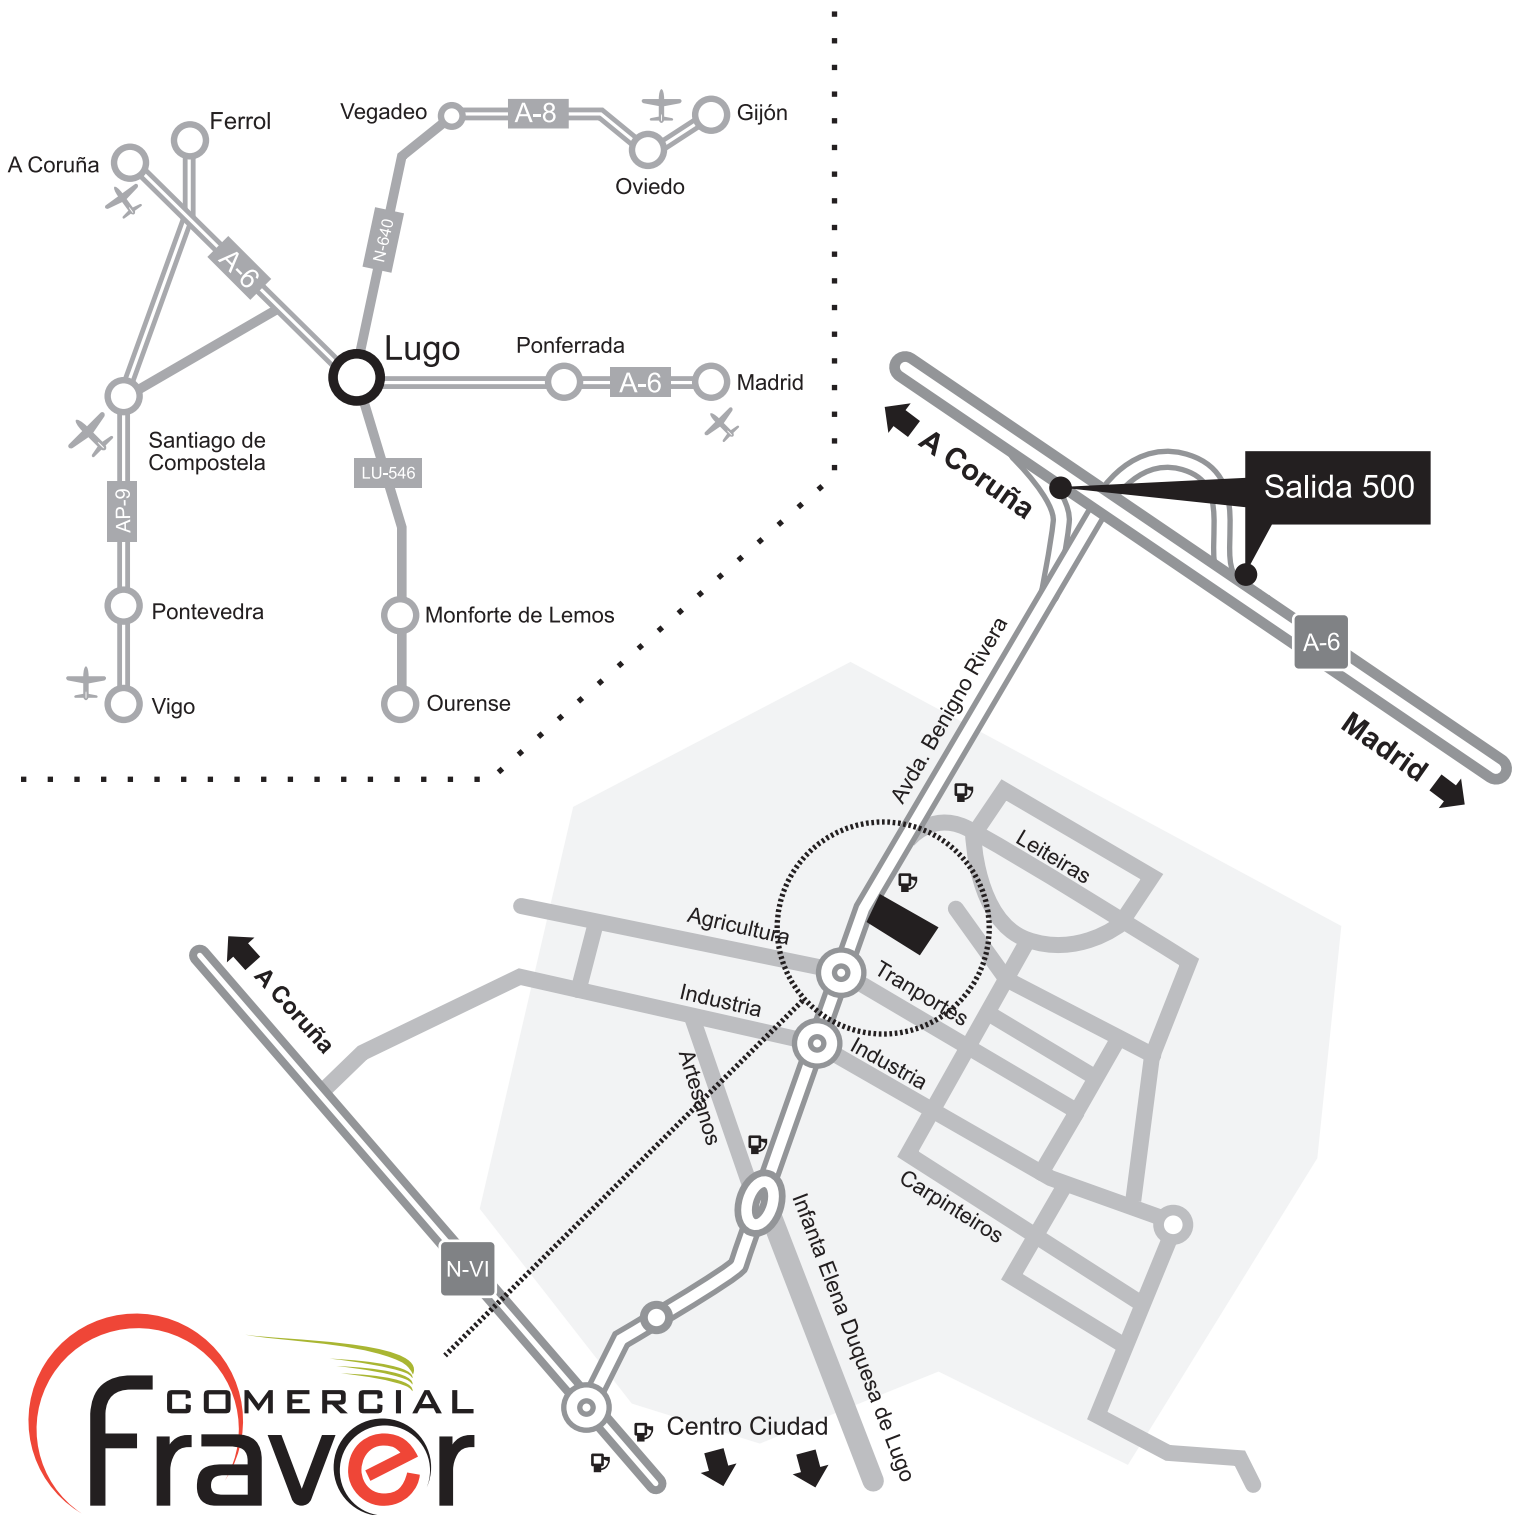 Ferrol
Vegadeo
A-8
Gijón
A Coruña
Oviedo
N-640
A-6
Lugo
Ponferrada
A-6
Madrid
Santiago de
Compostela
LU-546
AP-9
Pontevedra
Monforte de Lemos
Vigo
Ourense
A Coruña
Salida 500
A-6
Madrid
Avda. Benigno Rivera
Leiteiras
Agricultura
Tranportes
Industria
Industria
A Coruña
Artesanos
Carpinteiros
Infanta Elena Duquesa de Lugo
N-VI
Centro Ciudad
COMERCIAL
Fraver